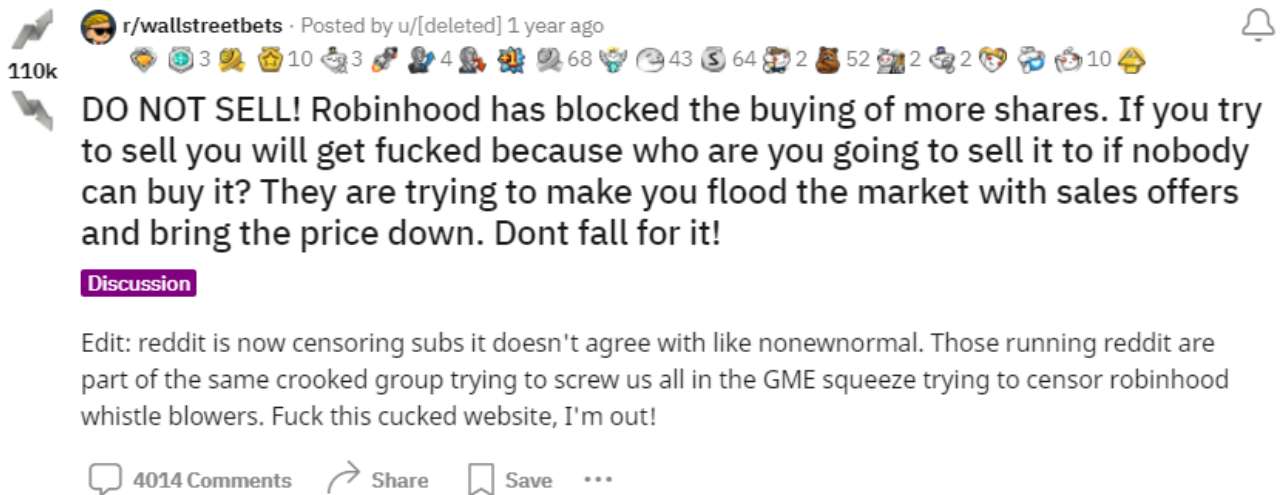 r/wallstreetbets · Posted by u/[deleted] 1 year ago
3 10 3 4 68 43 S 64 2 52 2 2 10
110k
DO NOT SELL! Robinhood has blocked the buying of more shares. If you try
to sell you will get fucked because who are you going to sell it to if nobody
can buy it? They are trying to make you flood the market with sales offers
and bring the price down. Dont fall for it!
Discussion
Edit: reddit is now censoring subs it doesn't agree with like nonewnormal. Those running reddit are
part of the same crooked group trying to screw us all in the GME squeeze trying to censor robinhood
whistle blowers. Fuck this cucked website, I'm out!
4014 Comments Share Save ···